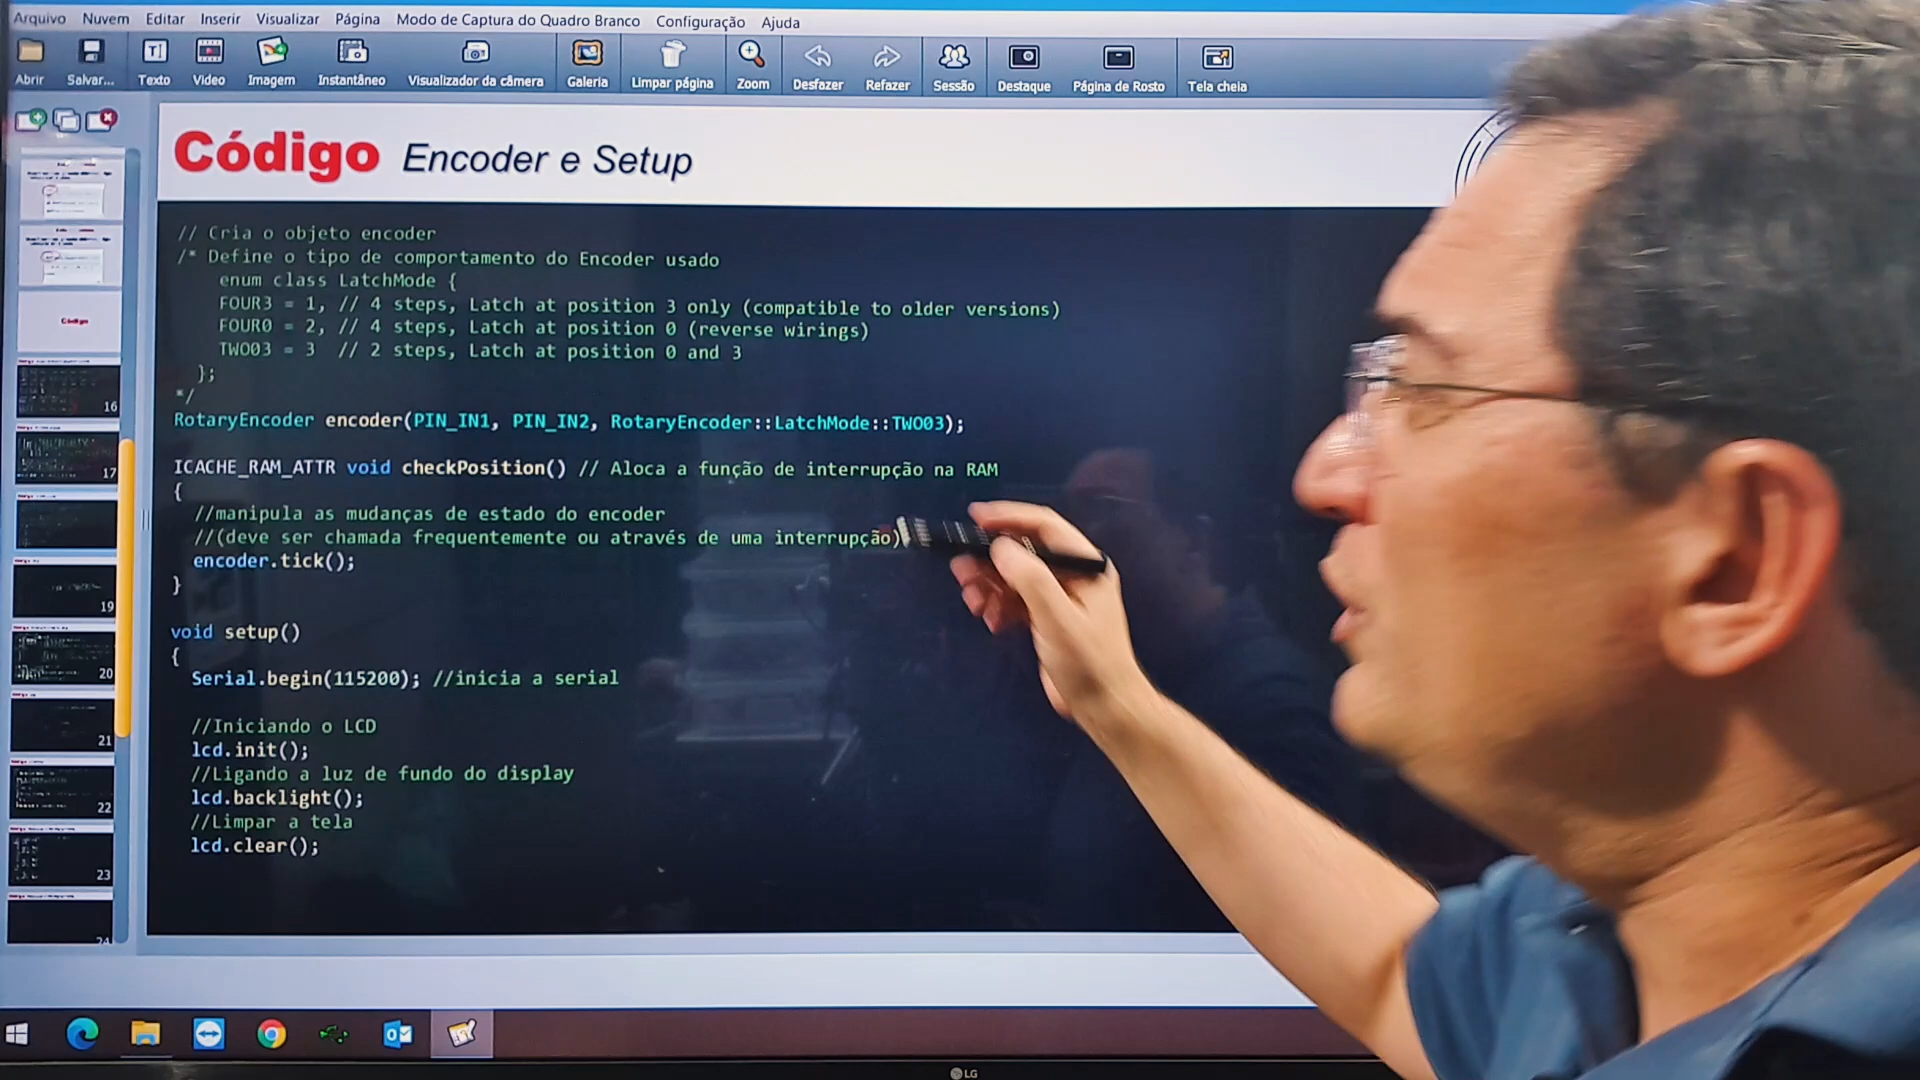 Arquivo Nuvem Editar Inserir Visualizar Página Modo de Captura do Quadro Branco Configuração Ajuda
Abrir Salvar... Texto Video Imagem Instantâneo Visualizador da câmera Galeria Limpar página Zoom Desfazer Refazer Sessão Destaque Página de Rosto Tela cheia
Código Encoder e Setup
// Cria o objeto encoder
/* Define o tipo de comportamento do Encoder usado
enum class LatchMode {
FOUR3 = 1, // 4 steps, Latch at position 3 only (compatible to older versions)
FOUR0 = 2, // 4 steps, Latch at position 0 (reverse wirings)
TWO03 = 3 // 2 steps, Latch at position 0 and 3
};
*/
RotaryEncoder encoder(PIN_IN1, PIN_IN2, RotaryEncoder::LatchMode::TWO03);
ICACHE_RAM_ATTR void checkPosition() // Aloca a função de interrupção na RAM
{
//manipula as mudanças de estado do encoder
//(deve ser chamada frequentemente ou através de uma interrupção)
encoder.tick();
}
void setup()
{
Serial.begin(115200); //inicia a serial
//Iniciando o LCD
lcd.init();
//Ligando a luz de fundo do display
lcd.backlight();
//Limpar a tela
lcd.clear();
Código
16
17
19
20
21
22
23
24
LG